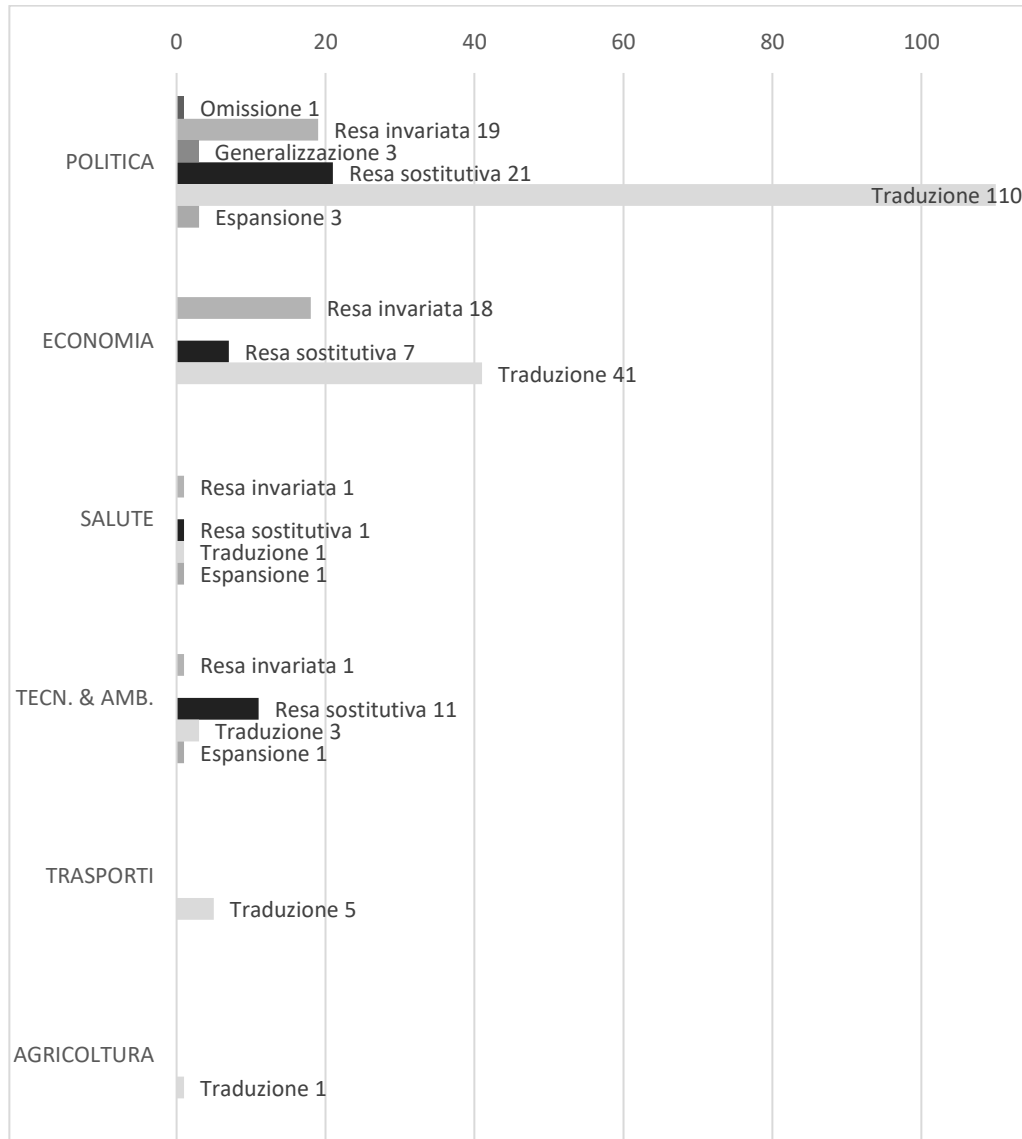 0 20 40 60 80 100
POLITICA
Omissione 1
Resa invariata 19
Generalizzazione 3
Resa sostitutiva 21
Traduzione 110
Espansione 3
ECONOMIA
Resa invariata 18
Resa sostitutiva 7
Traduzione 41
SALUTE
Resa invariata 1
Resa sostitutiva 1
Traduzione 1
Espansione 1
TECN. & AMB.
Resa invariata 1
Resa sostitutiva 11
Traduzione 3
Espansione 1
TRASPORTI
Traduzione 5
AGRICOLTURA
Traduzione 1